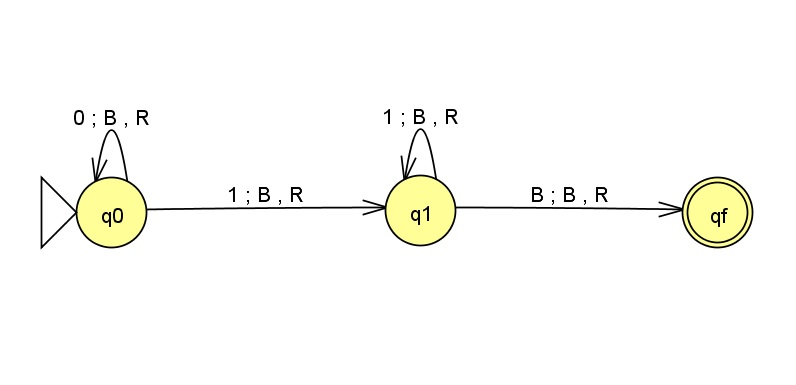 0 ; B , R
1 ; B , R
1 ; B , R
B ; B , R
q0
q1
qf